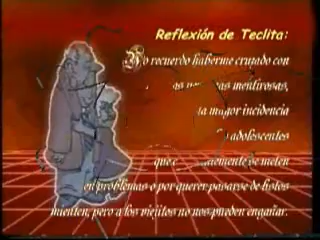 Reflexión de Teclita:
No recuerdo haberme cruzado con
mentirosas,
mayor incidencia
adolescentes
que se meten
en problemas o por querer pasarse de listos
mienten, pero a los viejitos no nos pueden engañar.